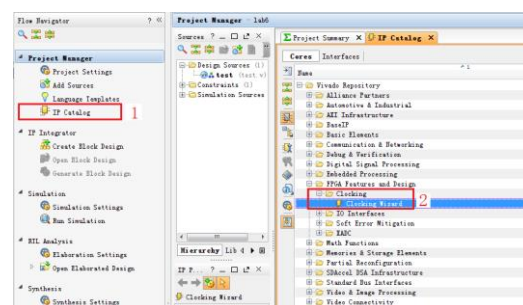 Flow Navigator
Project Manager
Project Settings
Add Sources
Language Templates
IP Catalog
1
IP Integrator
Create Block Design
Open Block Design
Generate Block Design
Simulation
Simulation Settings
Run Simulation
RTL Analysis
Elaboration Settings
Open Elaborated Design
Synthesis
Synthesis Settings
Project Manager - lab6
Sources
Design Sources (1)
test (test.v)
Constraints (1)
Simulation Sources
Hierarchy
Clocking Wizard
Project Summary
IP Catalog
Cores
Interfaces
Name
Vivado Repository
Alliance Partners
Automotive & Industrial
AXI Infrastructure
BaseIP
Basic Elements
Communication & Networking
Debug & Verification
Digital Signal Processing
Embedded Processing
FPGA Features and Design
Clocking
Clocking Wizard
2
IO Interfaces
Soft Error Mitigation
XADC
Math Functions
Memories & Storage Elements
Partial Reconfiguration
SDAccel DSA Infrastructure
Standard Bus Interfaces
Video & Image Processing
Video Connectivity